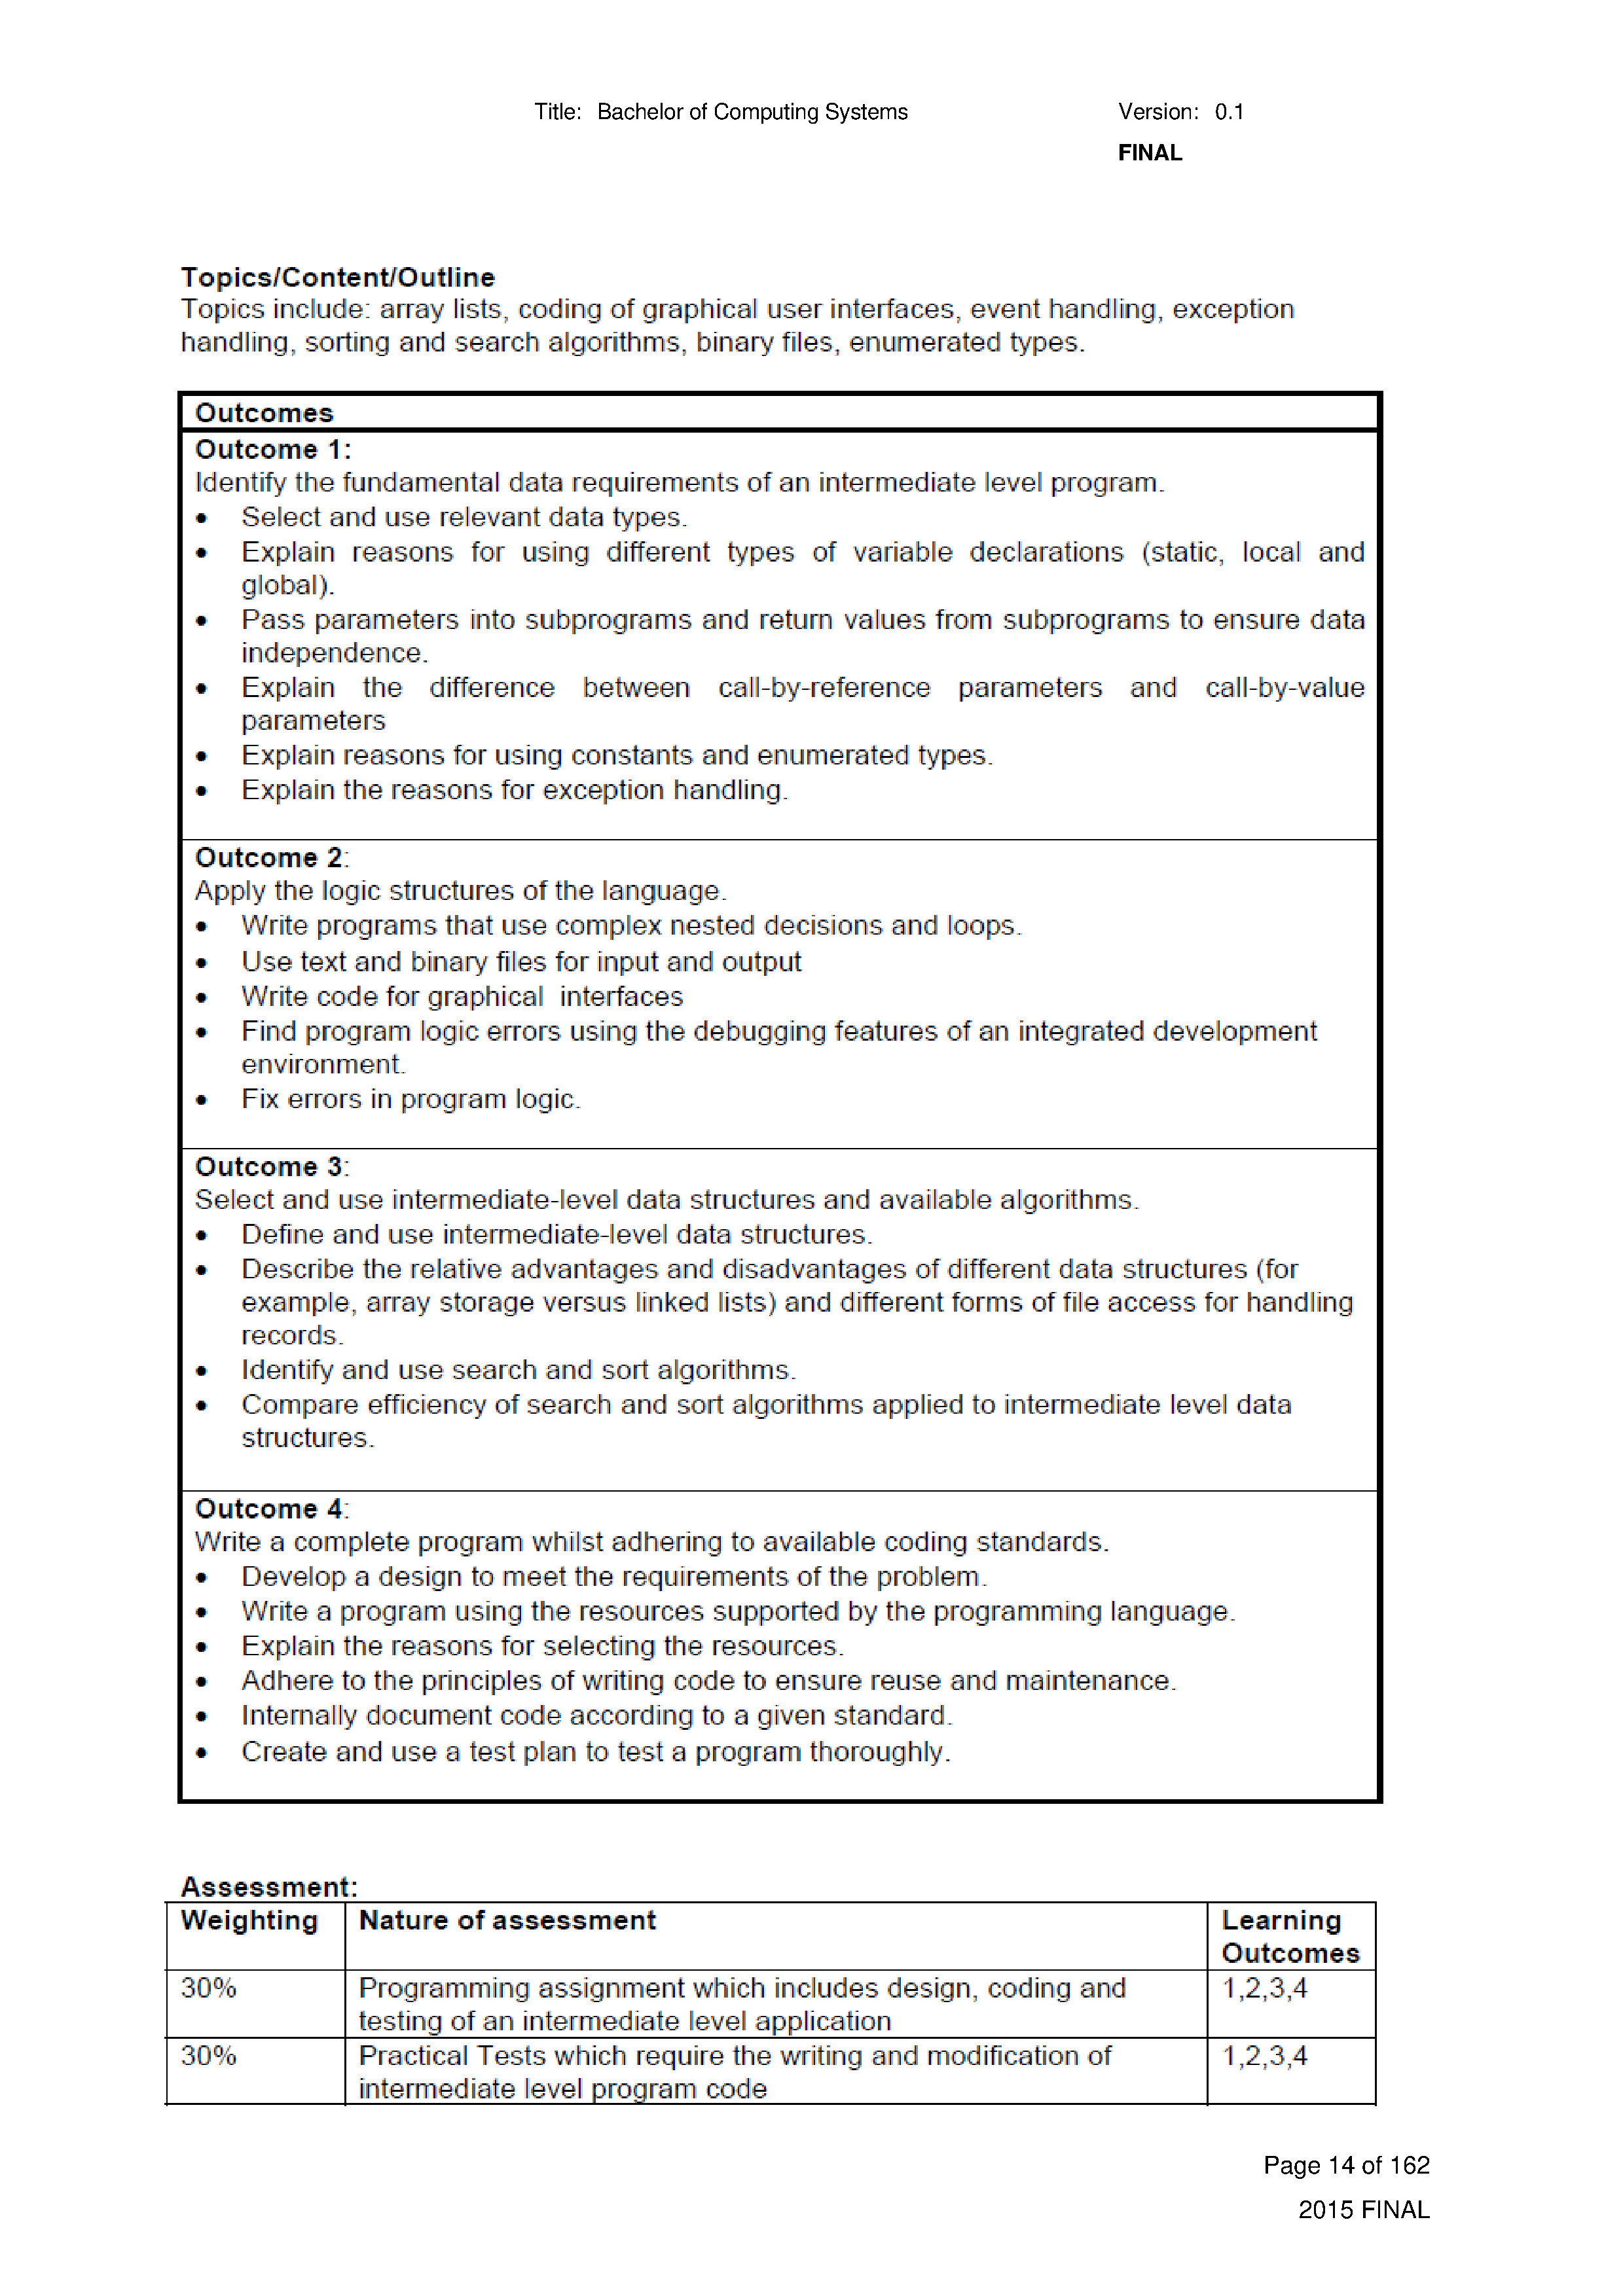 Title: Bachelor of Computing Systems Version: 0.1
FINAL
Topics/Content/Outline
Topics include: array lists, coding of graphical user interfaces, event handling, exception
handling, sorting and search algorithms, binary files, enumerated types.
Outcomes
Outcome 1:
Identify the fundamental data requirements of an intermediate level program.
• Select and use relevant data types.
• Explain reasons for using different types of variable declarations (static, local and
global).
• Pass parameters into subprograms and return values from subprograms to ensure data
independence.
• Explain the difference between call-by-reference parameters and call-by-value
parameters
• Explain reasons for using constants and enumerated types.
• Explain the reasons for exception handling.
Outcome 2:
Apply the logic structures of the language.
• Write programs that use complex nested decisions and loops.
• Use text and binary files for input and output
• Write code for graphical interfaces
• Find program logic errors using the debugging features of an integrated development
environment.
• Fix errors in program logic.
Outcome 3:
Select and use intermediate-level data structures and available algorithms.
• Define and use intermediate-level data structures.
• Describe the relative advantages and disadvantages of different data structures (for
example, array storage versus linked lists) and different forms of file access for handling
records.
• Identify and use search and sort algorithms.
• Compare efficiency of search and sort algorithms applied to intermediate level data
structures.
Outcome 4:
Write a complete program whilst adhering to available coding standards.
• Develop a design to meet the requirements of the problem.
• Write a program using the resources supported by the programming language.
• Explain the reasons for selecting the resources.
• Adhere to the principles of writing code to ensure reuse and maintenance.
• Internally document code according to a given standard.
• Create and use a test plan to test a program thoroughly.
Assessment:
Weighting Nature of assessment Learning
Outcomes
30% Programming assignment which includes design, coding and 1,2,3,4
testing of an intermediate level application
30% Practical Tests which require the writing and modification of 1,2,3,4
intermediate level program code
Page 14 of 162
2015 FINAL